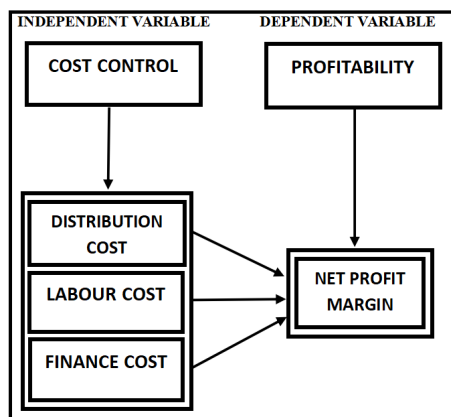 INDEPENDENT VARIABLE
DEPENDENT VARIABLE
COST CONTROL
PROFITABILITY
DISTRIBUTION
COST
LABOUR COST
FINANCE COST
NET PROFIT
MARGIN